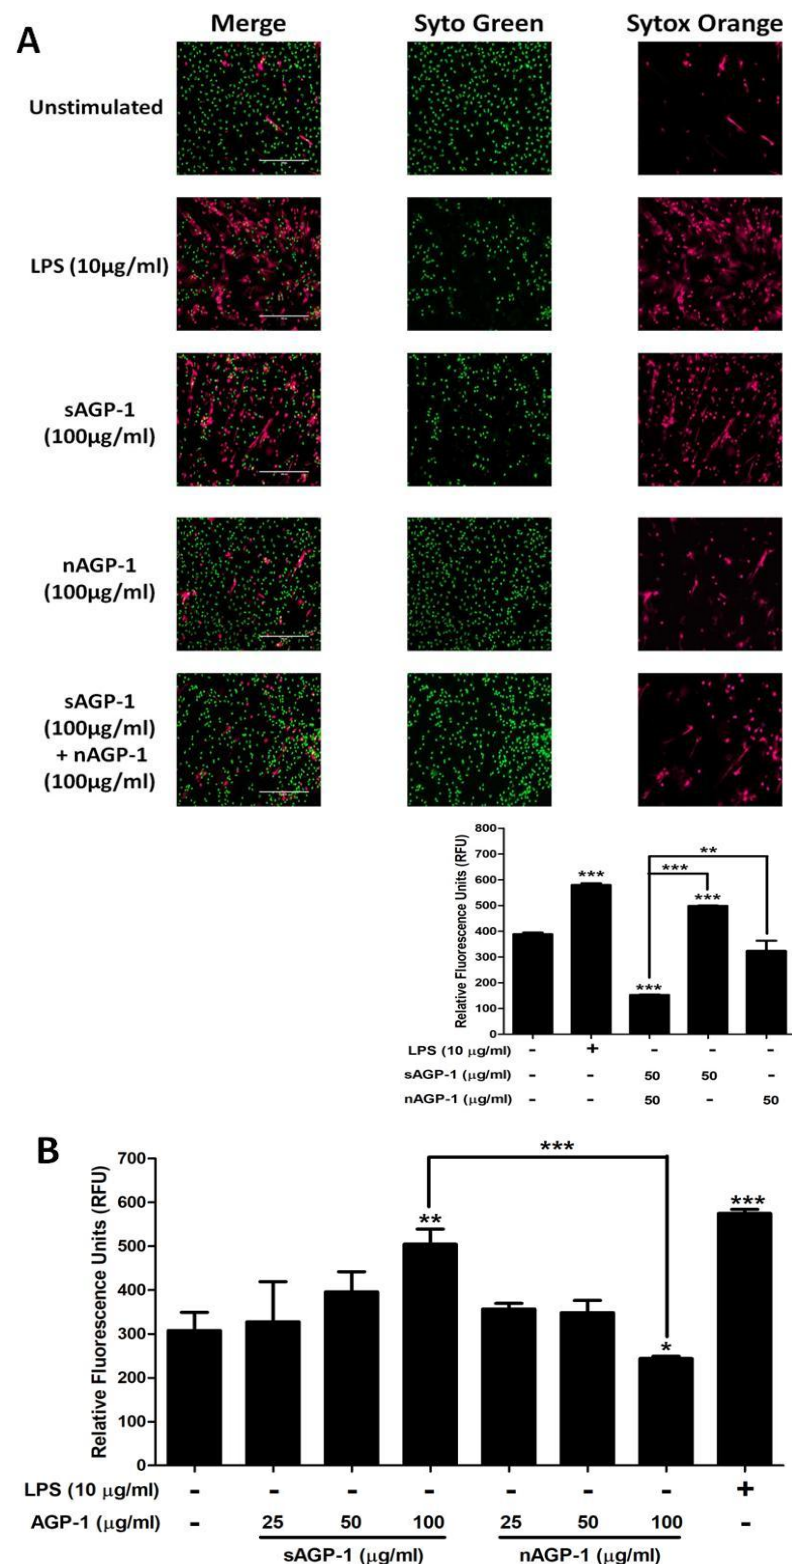 A
Merge Syto Green Sytox Orange
Unstimulated
LPS (10μg/ml)
sAGP-1
(100μg/ml)
nAGP-1
(100μg/ml)
sAGP-1
(100μg/ml)
+ nAGP-1
(100μg/ml)
Relative Fluorescence Units (RFU)
800
700
600
500
400
300
200
100
0
***
***
***
***
**
LPS (10 μg/ml) - + - - -
sAGP-1 (μg/ml) - - 50 50 -
nAGP-1 (μg/ml) - - 50 - 50
B
Relative Fluorescence Units (RFU)
700
600
500
400
300
200
100
0
***
**
*
***
LPS (10 μg/ml) - - - - - - - +
AGP-1 (μg/ml) - 25 50 100 25 50 100 -
sAGP-1 (μg/ml) nAGP-1 (μg/ml)